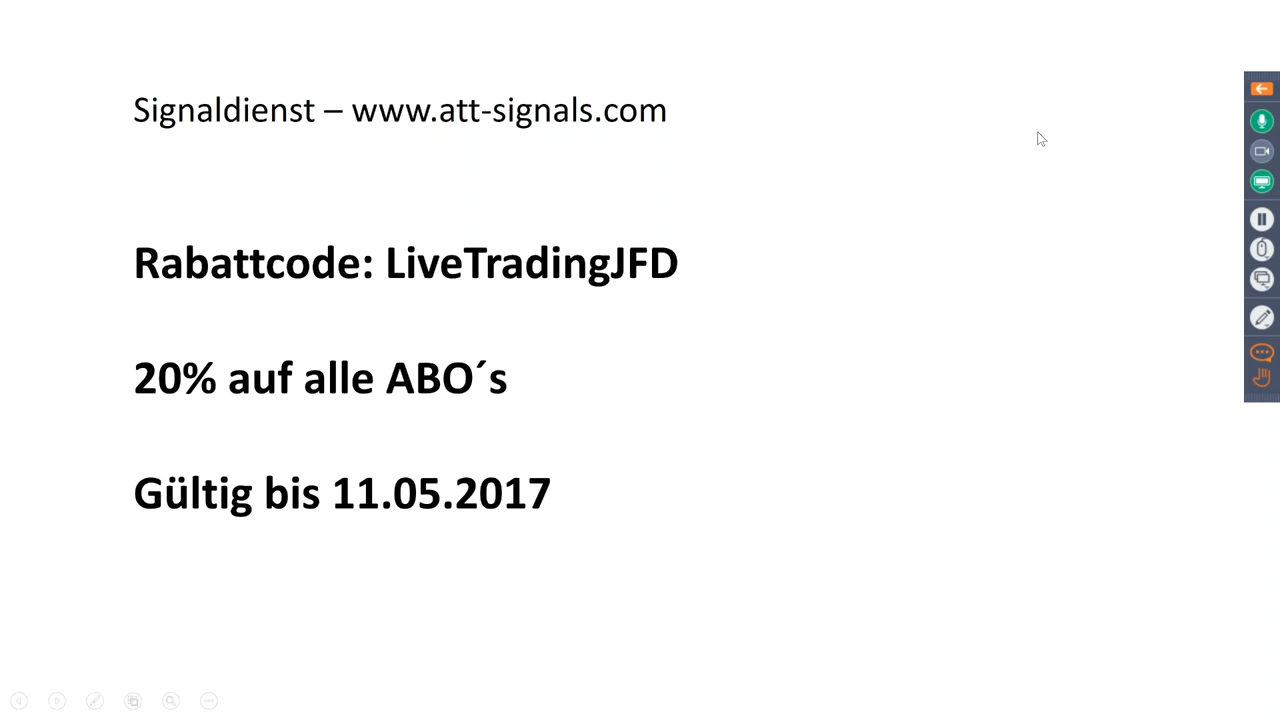 Signaldienst – www.att-signals.com
Rabattcode: LiveTradingJFD
20% auf alle ABO´s
Gültig bis 11.05.2017